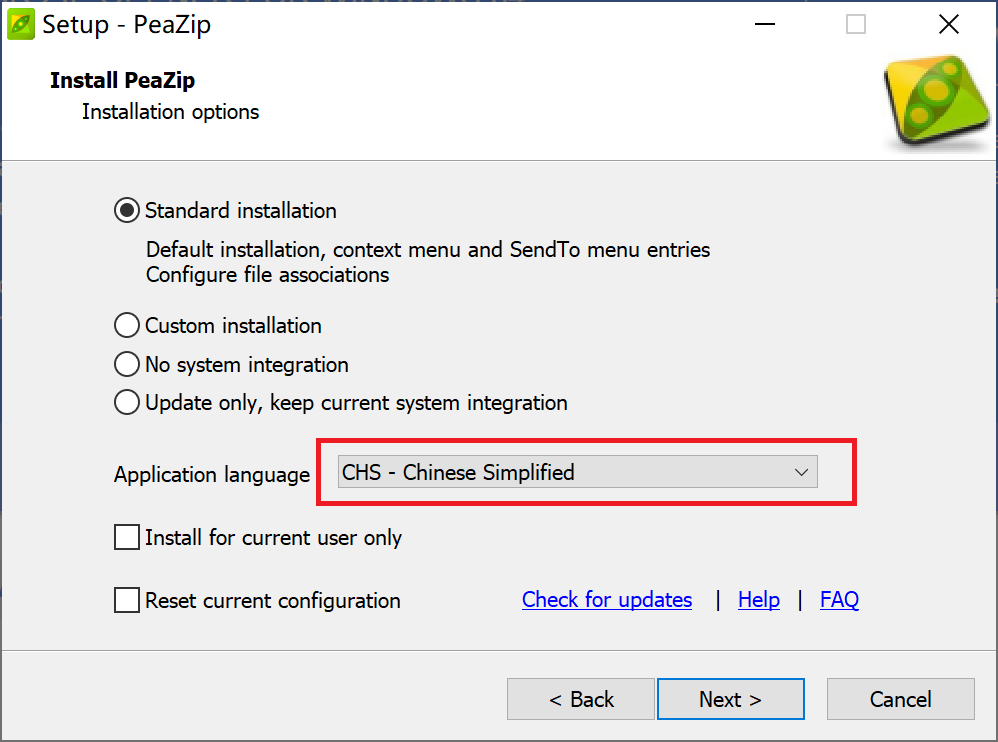 Setup - PeaZip
Install PeaZip
Installation options
Standard installation
Default installation, context menu and SendTo menu entries
Configure file associations
Custom installation
No system integration
Update only, keep current system integration
Application language CHS - Chinese Simplified
Install for current user only
Reset current configuration Check for updates | Help | FAQ
< Back Next > Cancel